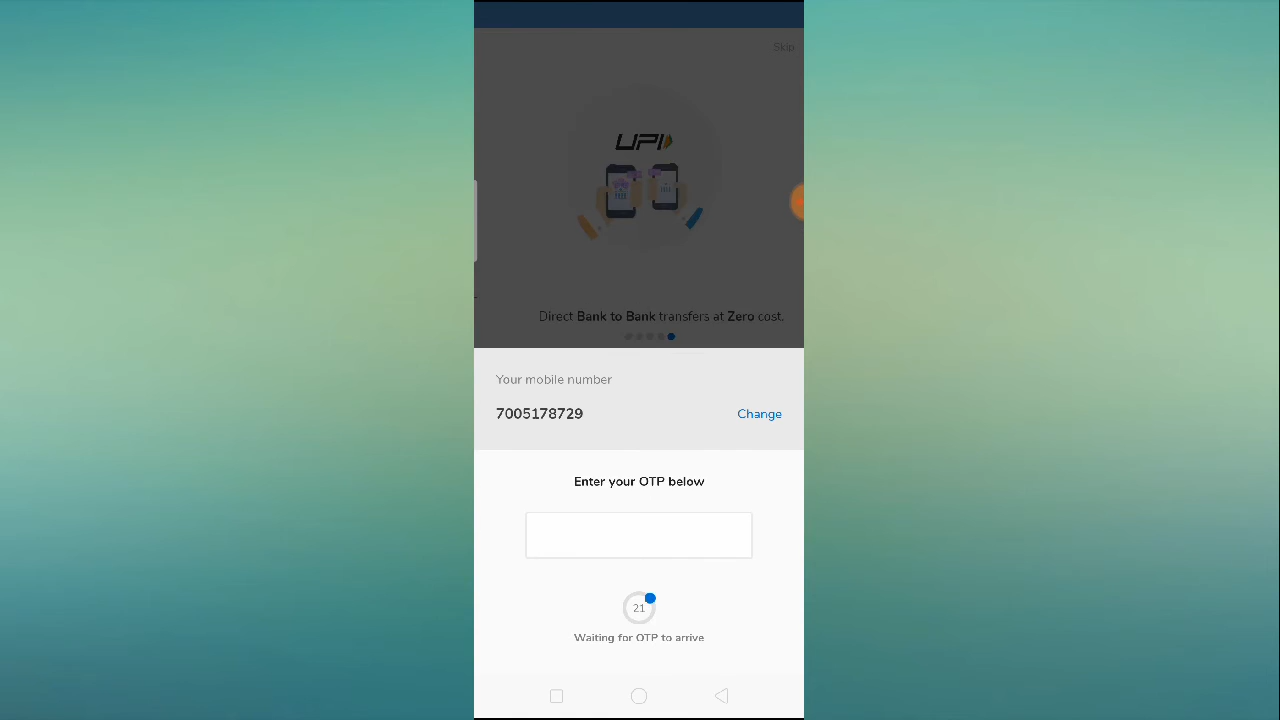 Skip
UPI
Direct Bank to Bank transfers at Zero cost.
Your mobile number
7005178729
Change
Enter your OTP below
21
Waiting for OTP to arrive